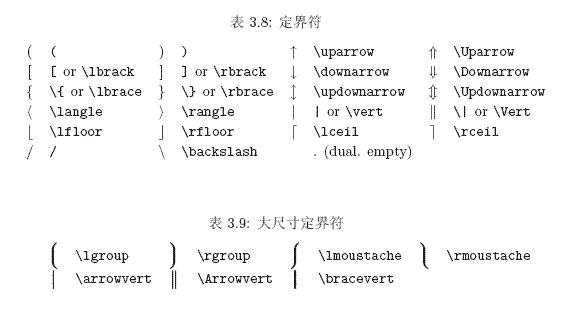 表 3.8: 定界符
( ( ) ) ↑ \uparrow ⇑ \Uparrow
[ [ or \lbrack ] ] or \rbrack ↓ \downarrow ⇓ \Downarrow
{ \{ or \lbrace } \} or \rbrace ↕ \updownarrow ⇕ \Updownarrow
⟨ \langle ⟩ \rangle | | or \vert ‖ \| or \Vert
⌊ \lfloor ⌋ \rfloor ⌈ \lceil ⌉ \rceil
/ / \ \backslash . (dual. empty)
表 3.9: 大尺寸定界符
⟮ \lgroup ⟯ \rgroup ⎰ \lmoustache ⎱ \rmoustache
⏐ \arrowvert ‖ \Arrowvert ⎪ \bracevert